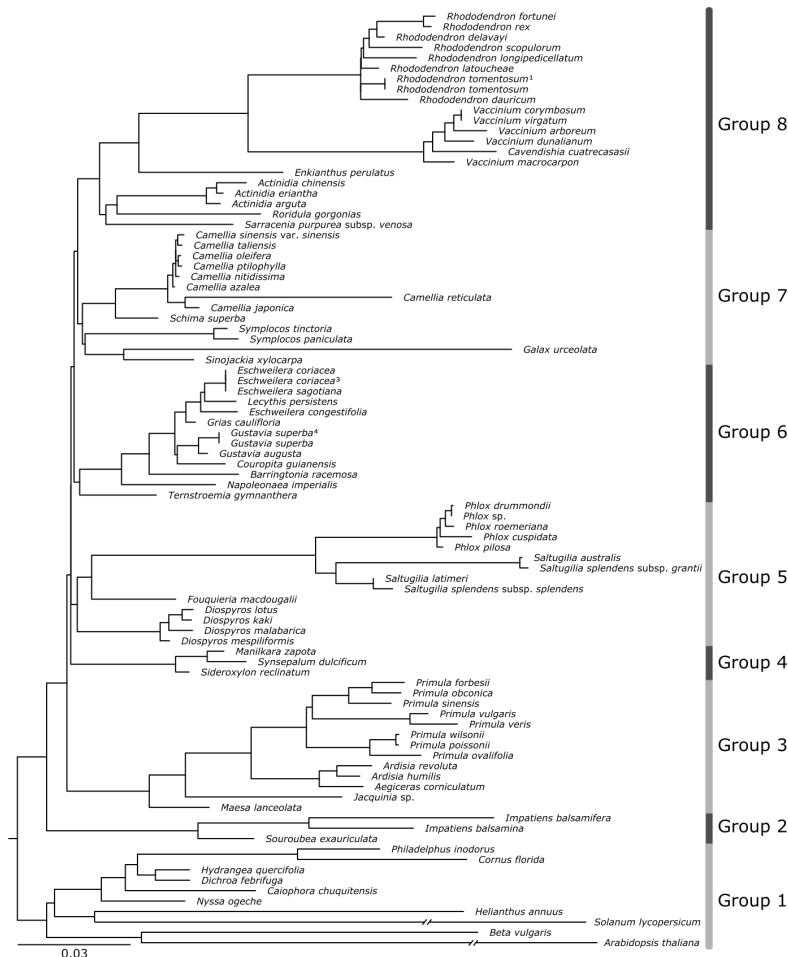 Rhododendron fortunei
Rhododendron rex
Rhododendron delavayi
Rhododendron scopulorum
Rhododendron longipedicellatum
Rhododendron latoucheae
Rhododendron tomentosum¹
Rhododendron tomentosum
Rhododendron dauricum
Vaccinium corymbosum
Vaccinium virgatum
Vaccinium arboreum
Vaccinium dunalianum
Cavendishia cuatrecasasii
Vaccinium macrocarpon
Enkianthus perulatus
Actinidia chinensis
Actinidia eriantha
Actinidia arguta
Roridula gorgonias
Sarracenia purpurea subsp. venosa
Group 8
Camellia sinensis var. sinensis
Camellia taliensis
Camellia oleifera
Camellia ptilophylla
Camellia nitidissima
Camellia azalea
Camellia reticulata
Camellia japonica
Schima superba
Symplocos tinctoria
Symplocos paniculata
Galax urceolata
Sinojackia xylocarpa
Group 7
Eschweilera coriacea
Eschweilera coriacea³
Eschweilera sagotiana
Lecythis persistens
Eschweilera congestifolia
Grias cauliflora
Gustavia superba⁴
Gustavia superba
Gustavia augusta
Couropita guianensis
Barringtonia racemosa
Napoleonaea imperialis
Ternstroemia gymnanthera
Group 6
Phlox drummondii
Phlox sp.
Phlox roemeriana
Phlox cuspidata
Phlox pilosa
Saltugilia australis
Saltugilia splendens subsp. grantii
Saltugilia latimeri
Saltugilia splendens subsp. splendens
Fouquieria macdougalii
Diospyros lotus
Diospyros kaki
Diospyros malabarica
Diospyros mespiliformis
Group 5
Manilkara zapota
Synsepalum dulcificum
Sideroxylon reclinatum
Group 4
Primula forbesii
Primula obconica
Primula sinensis
Primula vulgaris
Primula veris
Primula wilsonii
Primula poissonii
Primula ovalifolia
Ardisia revoluta
Ardisia humilis
Aegiceras corniculatum
Jacquinia sp.
Maesa lanceolata
Group 3
Impatiens balsamifera
Impatiens balsamina
Souroubea exauriculata
Group 2
Philadelphus inodorus
Cornus florida
Hydrangea quercifolia
Dichroa febrifuga
Caiophora chuquitensis
Nyssa ogeche
Helianthus annuus
Solanum lycopersicum
Beta vulgaris
Arabidopsis thaliana
Group 1
0.03